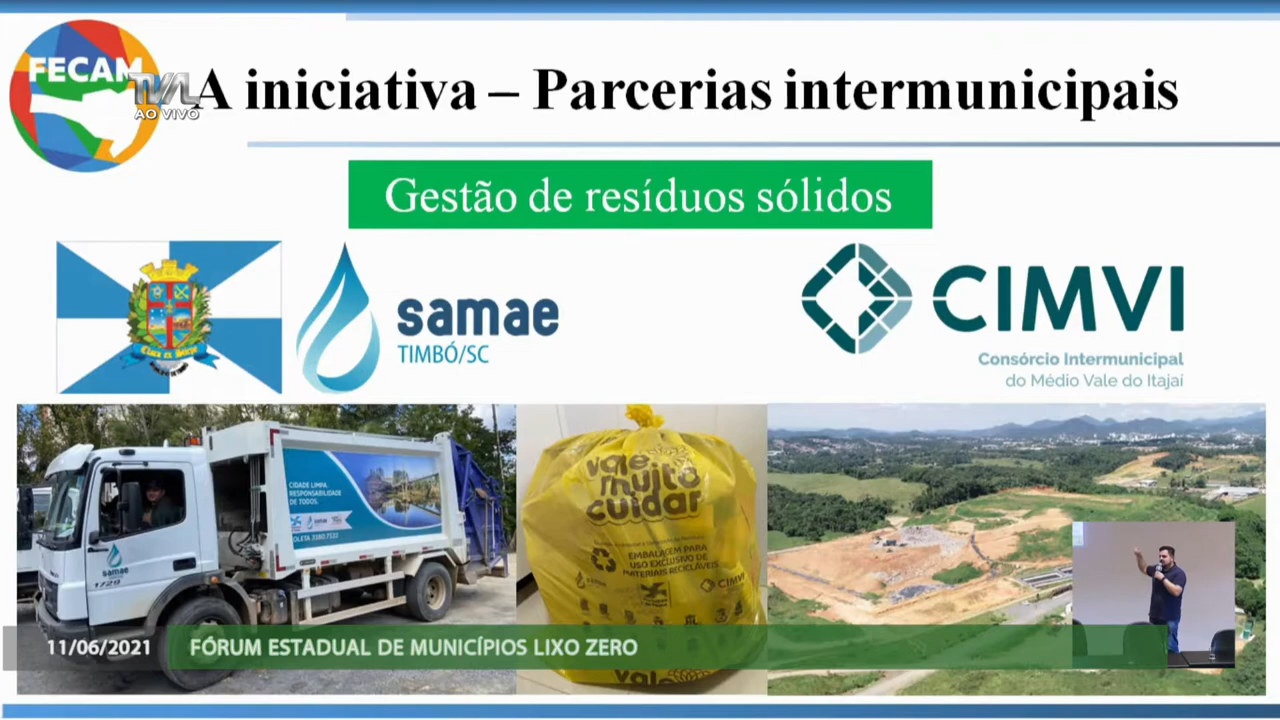 FECAM
TVAL
AO VIVO
A iniciativa – Parcerias intermunicipais
Gestão de resíduos sólidos
samae
TIMBÓ/SC
CIMVI
Consórcio Intermunicipal
do Médio Vale do Itajaí
CIDADE LIMPA.
RESPONSABILIDADE
DE TODOS.
samae
1729
vale
muito
cuidar
EMBALAGEM PARA
USO EXCLUSIVO DE
MATERIAIS RECICLÁVEIS
CIMVI
vale
11/06/2021
FÓRUM ESTADUAL DE MUNICÍPIOS LIXO ZERO